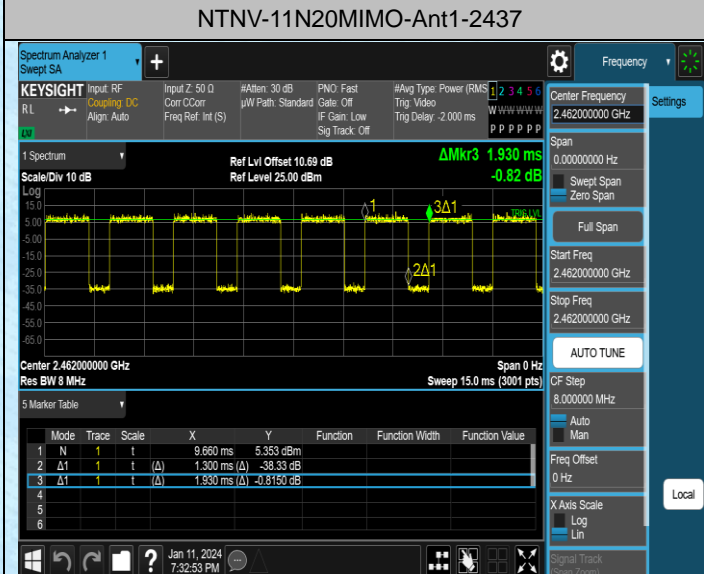 NTNV-11N20MIMO-Ant1-2437
Spectrum Analyzer 1
Swept SA
Frequency
KEYSIGHT
RL
LXI
Input: RF
Coupling: DC
Align: Auto
Input Z: 50 Ω
Corr CCorr
Freq Ref: Int (S)
#Atten: 30 dB
µW Path: Standard
PNO: Fast
Gate: Off
IF Gain: Low
Sig Track: Off
#Avg Type: Power (RMS
Trig: Video
Trig Delay: -2.000 ms
1 2 3 4 5 6
W W W W W W
P P P P P P
Center Frequency
2.462000000 GHz
Settings
Span
0.00000000 Hz
Swept Span
Zero Span
Full Span
Start Freq
2.462000000 GHz
Stop Freq
2.462000000 GHz
AUTO TUNE
CF Step
8.000000 MHz
Auto
Man
Freq Offset
0 Hz
X Axis Scale
Log
Lin
Signal Track
(Span Zoom)
Local
1 Spectrum
Scale/Div 10 dB
Ref Lvl Offset 10.69 dB
Ref Level 25.00 dBm
ΔMkr3 1.930 ms
-0.82 dB
Log
15.0
5.00
-5.00
-15.0
-25.0
-35.0
-45.0
-55.0
-65.0
1
3Δ1
TRIG LVL
2Δ1
Center 2.462000000 GHz
Res BW 8 MHz
Span 0 Hz
Sweep 15.0 ms (3001 pts)
5 Marker Table
Mode Trace Scale X Y Function Function Width Function Value
1 N 1 t 9.660 ms 5.353 dBm
2 Δ1 1 t (Δ) 1.300 ms (Δ) -38.33 dB
3 Δ1 1 t (Δ) 1.930 ms (Δ) -0.8150 dB
4
5
6
?
Jan 11, 2024
7:32:53 PM